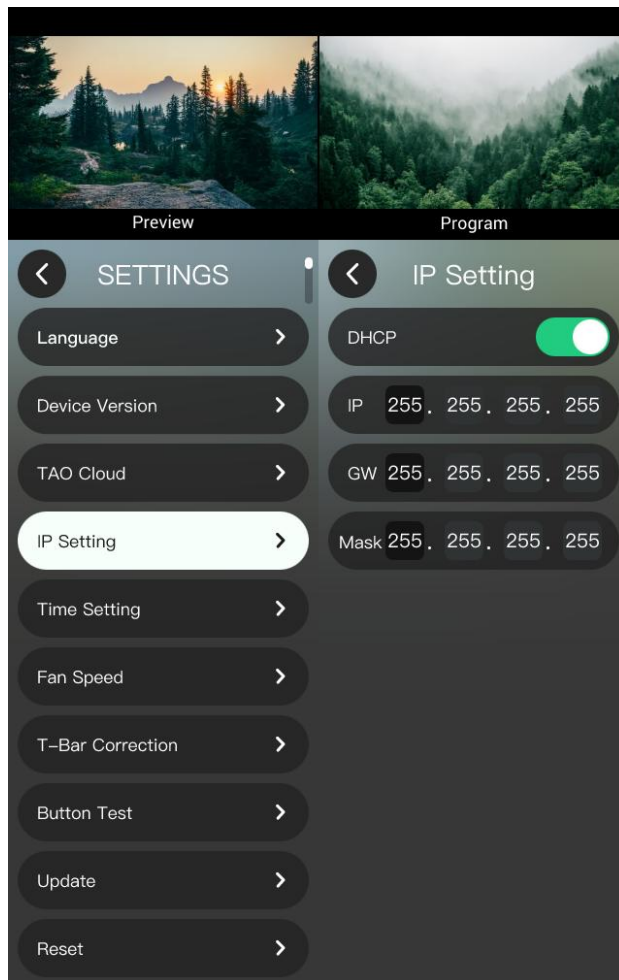 Preview
Program
SETTINGS
Language
Device Version
TAO Cloud
IP Setting
Time Setting
Fan Speed
T-Bar Correction
Button Test
Update
Reset
IP Setting
DHCP
IP 255. 255. 255. 255
GW 255. 255. 255. 255
Mask 255. 255. 255. 255